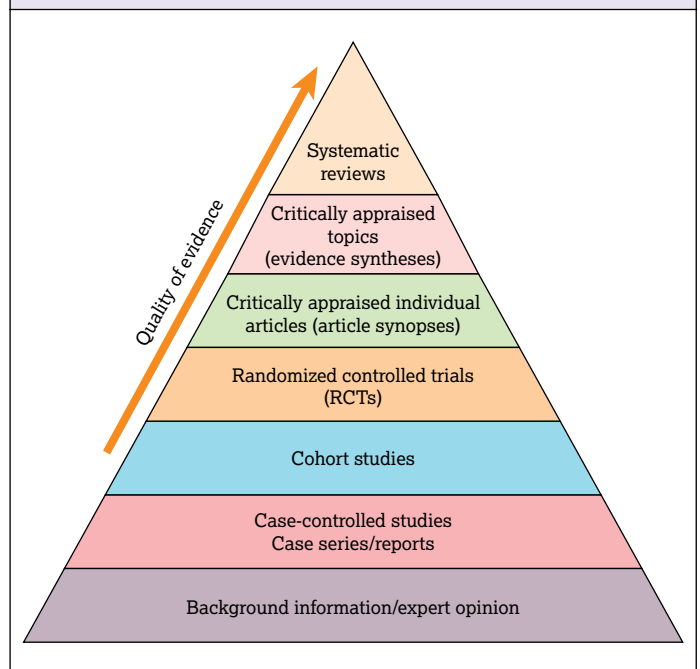 Systematic
reviews
Critically appraised
topics
(evidence syntheses)
Critically appraised individual
articles (article synopses)
Randomized controlled trials
(RCTs)
Cohort studies
Case-controlled studies
Case series/reports
Background information/expert opinion
Quality of evidence